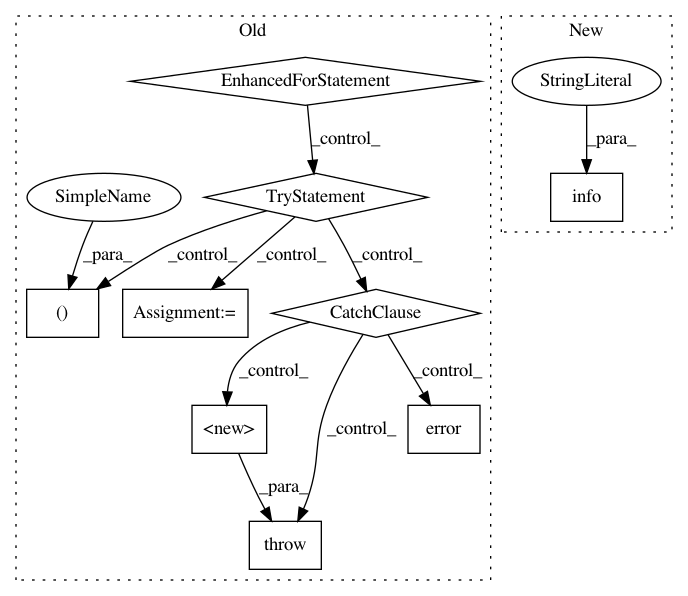 Old
New
EnhancedForStatement
StringLiteral
_control_
_para_
SimpleName
TryStatement
info
_para_
_control_
_control_
_control_
()
Assignment:=
CatchClause
_control_
_control_
_control_
<new>
error
_para_
throw